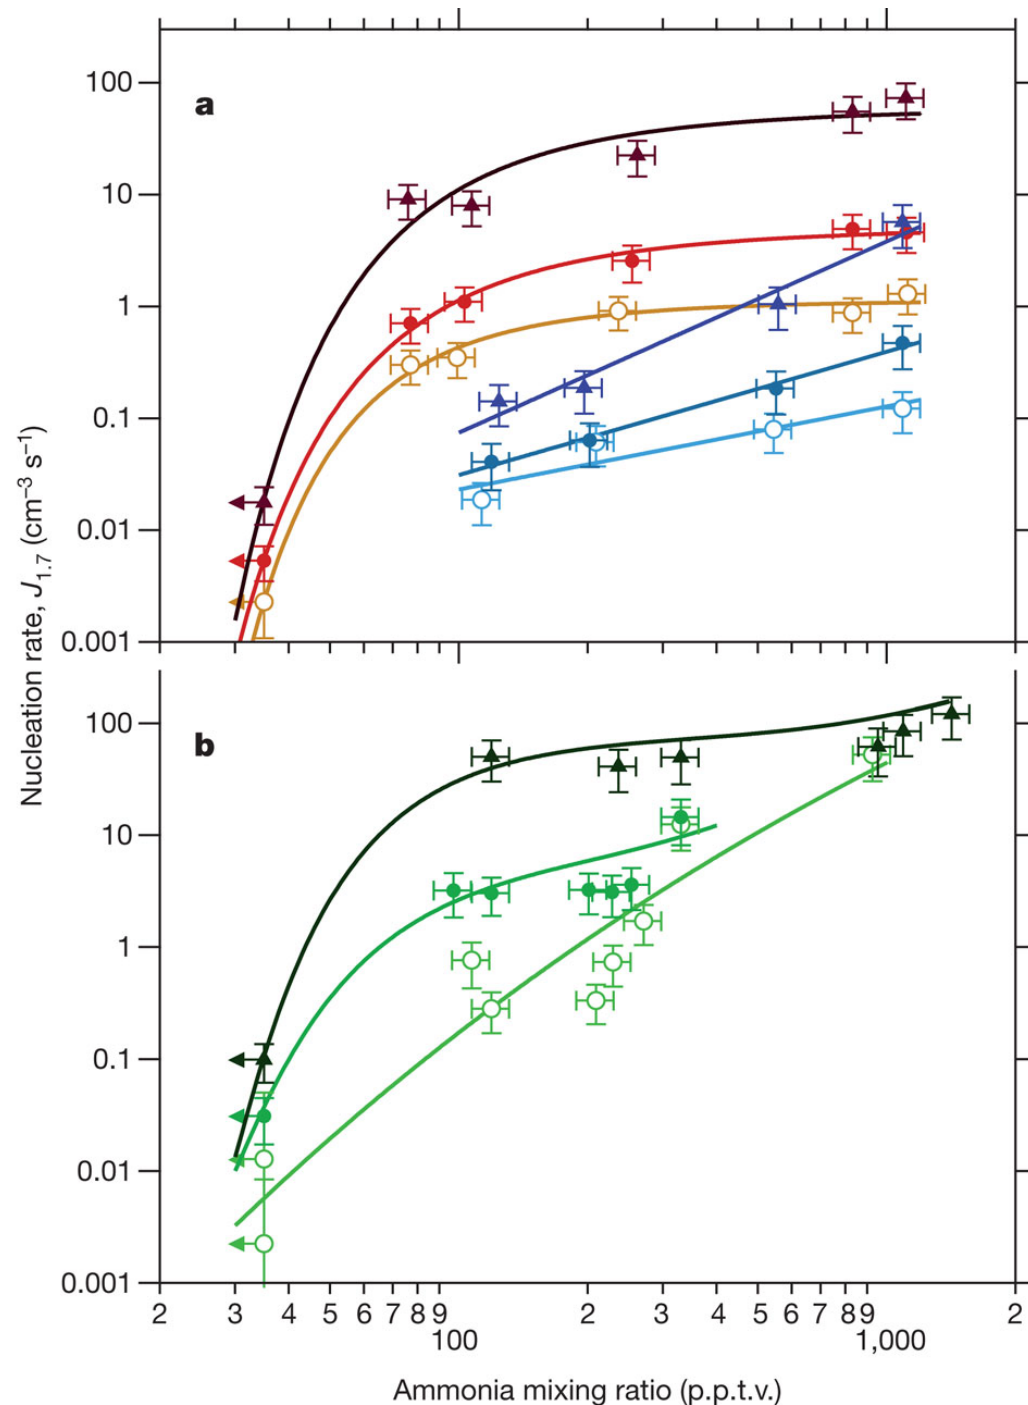 a
100
10
1
0.1
0.01
0.001
Nucleation rate, J1.7 (cm–3 s–1)
b
100
10
1
0.1
0.01
0.001
2 3 4 5 6 7 8 9 2 3 4 5 6 7 8 9 2
100 1,000
Ammonia mixing ratio (p.p.t.v.)